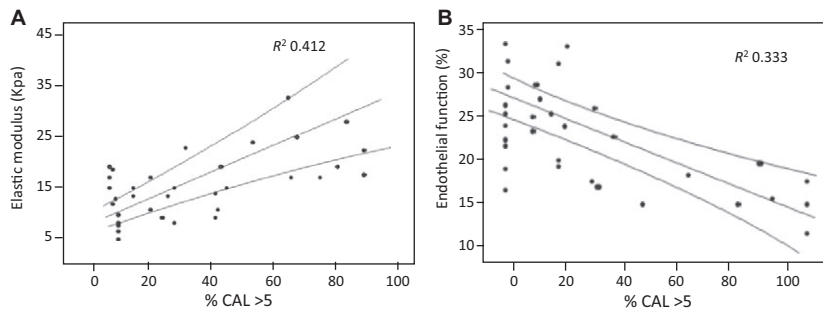 A
Elastic modulus (Kpa)
45
35
25
15
5
R² 0.412
0 20 40 60 80 100
% CAL >5
B
Endothelial function (%)
35
30
25
20
15
10
R² 0.333
0 20 40 60 80 100
% CAL >5